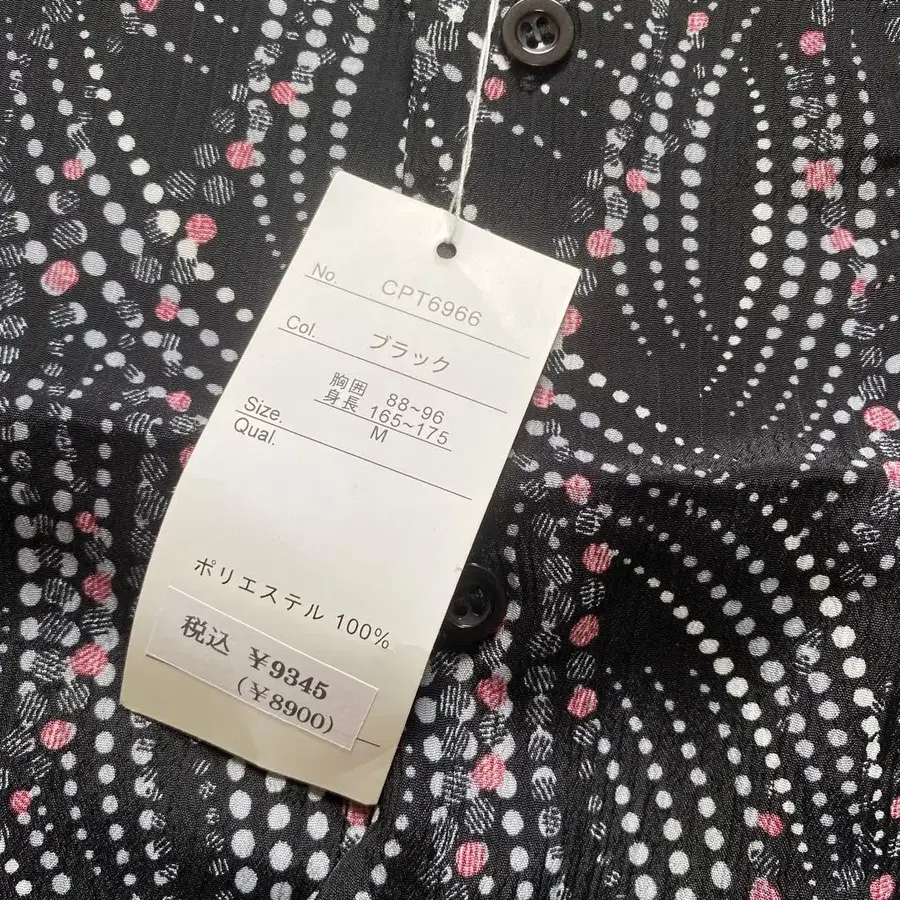 No. CPT6966
Col. ブラック
胸囲 88~96
身長 165~175
Size. M
Qual.
ポリエステル 100%
税込 ¥9345
(¥8900)